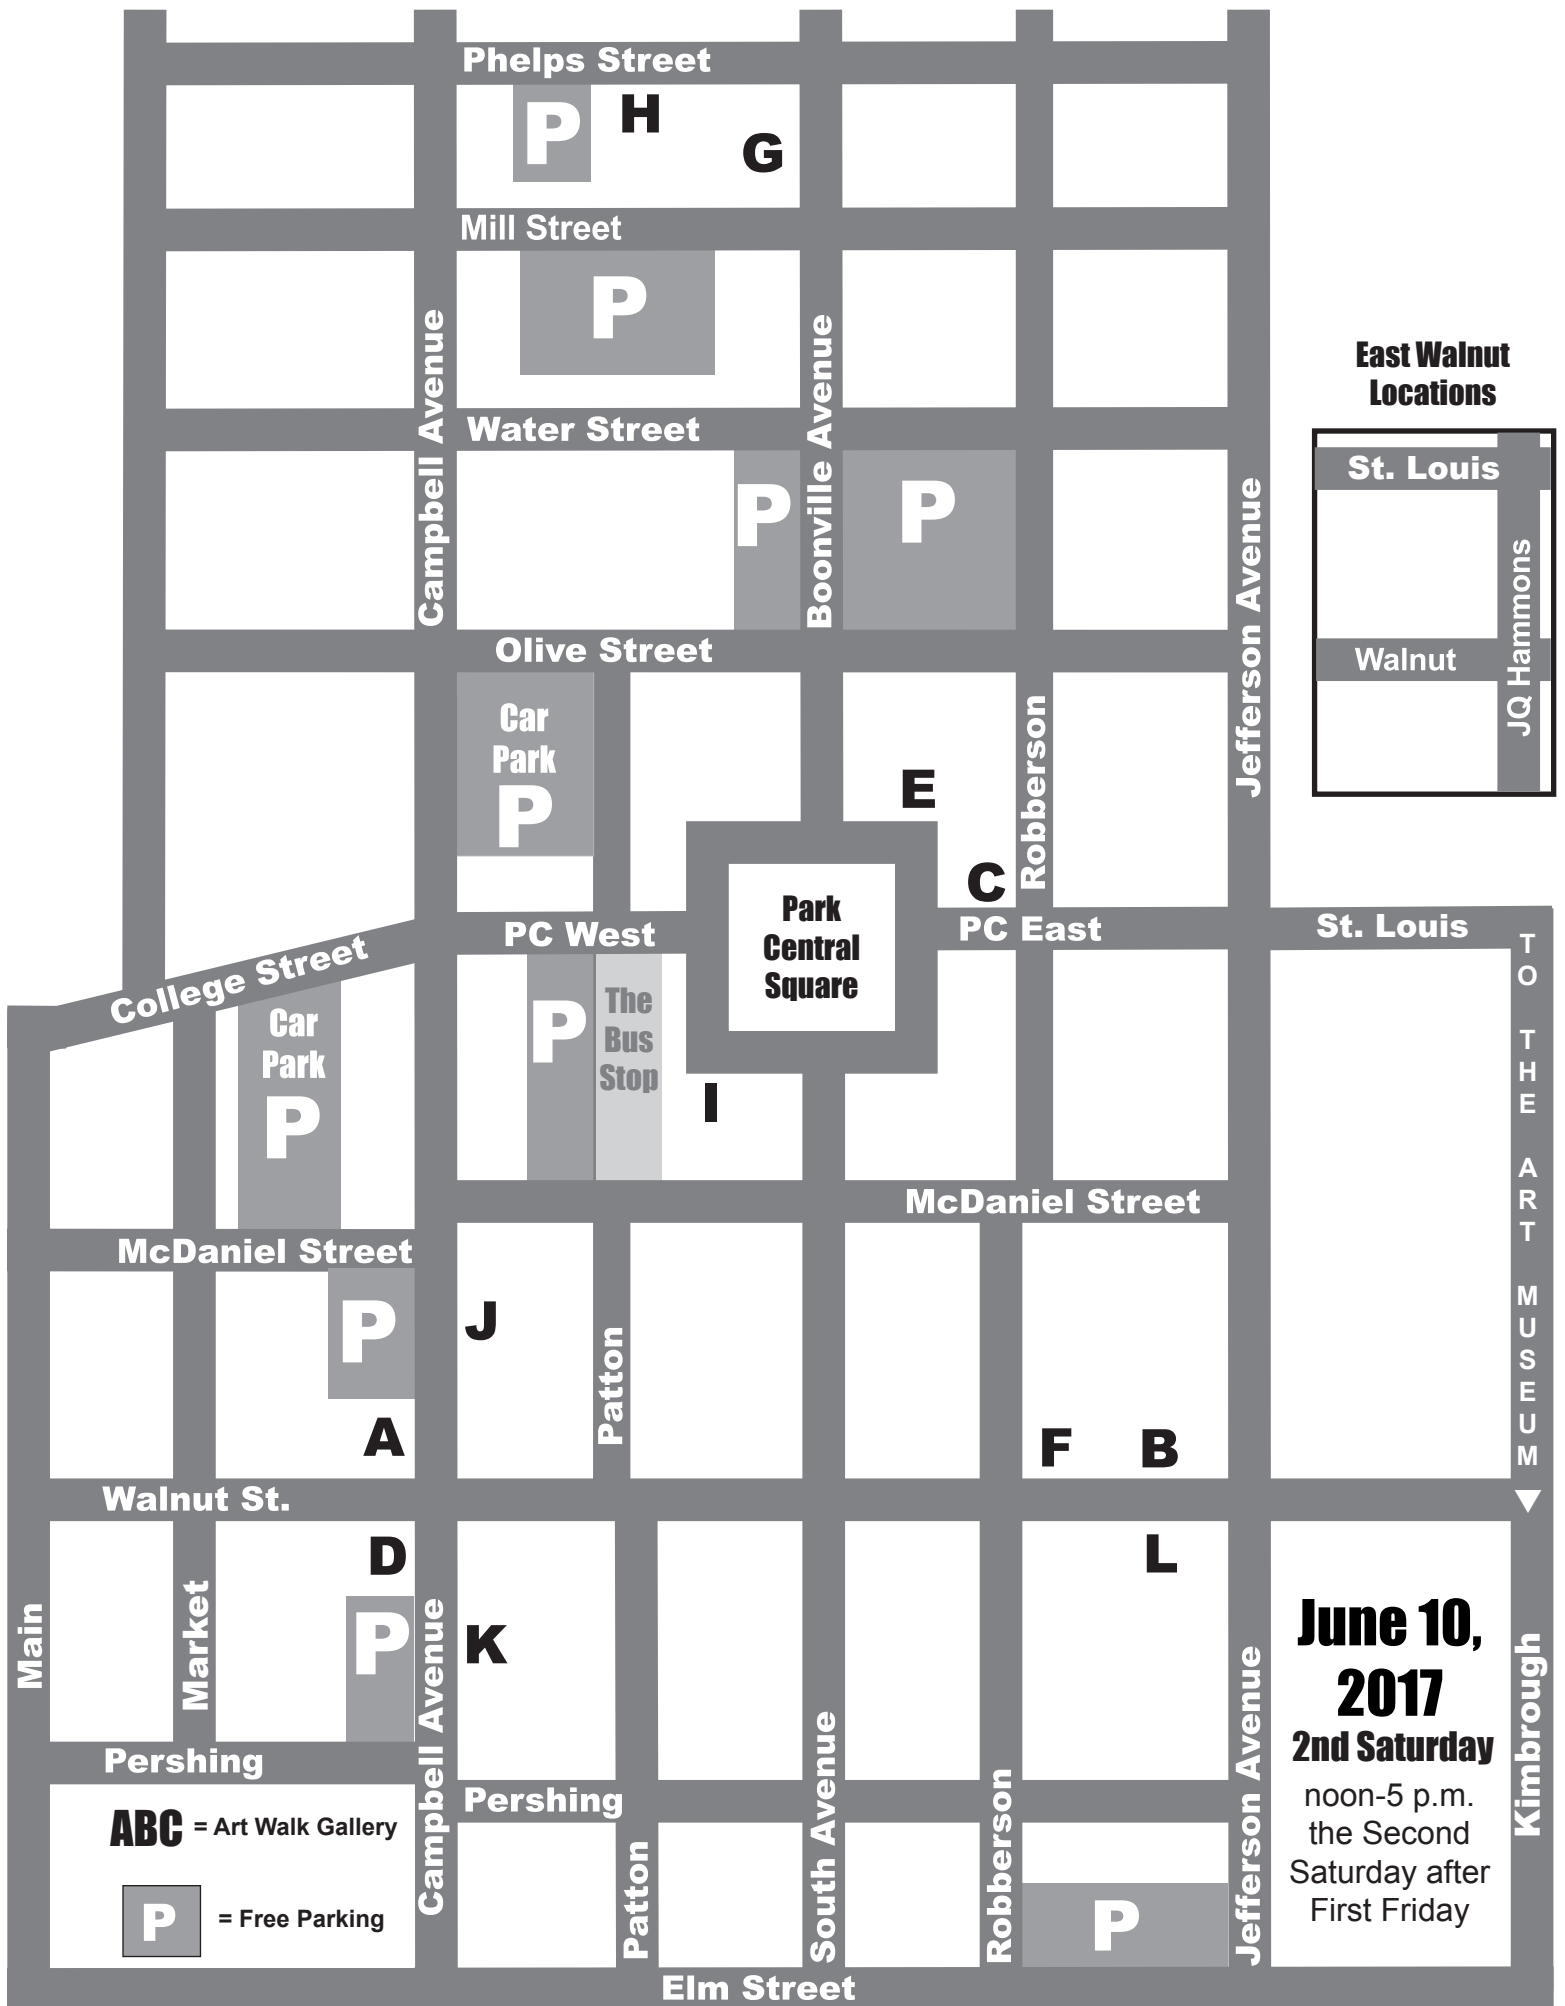 Phelps Street
P
H
G
Mill Street
P
Campbell Avenue
Boonville Avenue
Water Street
P
P
East Walnut
Locations
St. Louis
Walnut
JQ Hammons
Jefferson Avenue
Olive Street
Car
Park
P
E
Robberson
C
Park
Central
Square
PC West
PC East
St. Louis
College Street
Car
Park
P
P
The
Bus
Stop
I
TO THE ART MUSEUM
McDaniel Street
McDaniel Street
P
J
Patton
A
F
B
Walnut St.
D
P
K
L
Main
Market
Campbell Avenue
Pershing
Pershing
Patton
South Avenue
Robberson
Jefferson Avenue
P
June 10,
2017
2nd Saturday
noon-5 p.m.
the Second
Saturday after
First Friday
Kimbrough
ABC = Art Walk Gallery
P = Free Parking
Elm Street